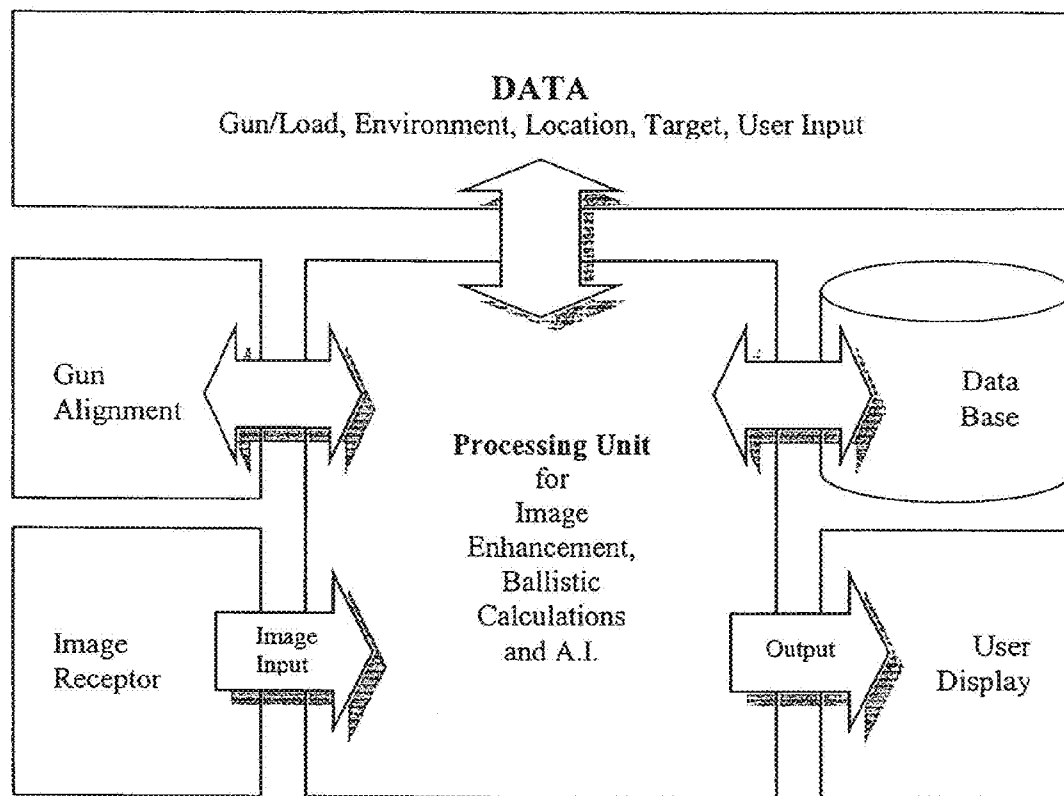 DATA
Gun/Load, Environment, Location, Target, User Input
Gun
Alignment
Data
Base
Processing Unit
for
Image
Enhancement,
Ballistic
Calculations
and A.I.
Image
Receptor
Image
Input
Output
User
Display